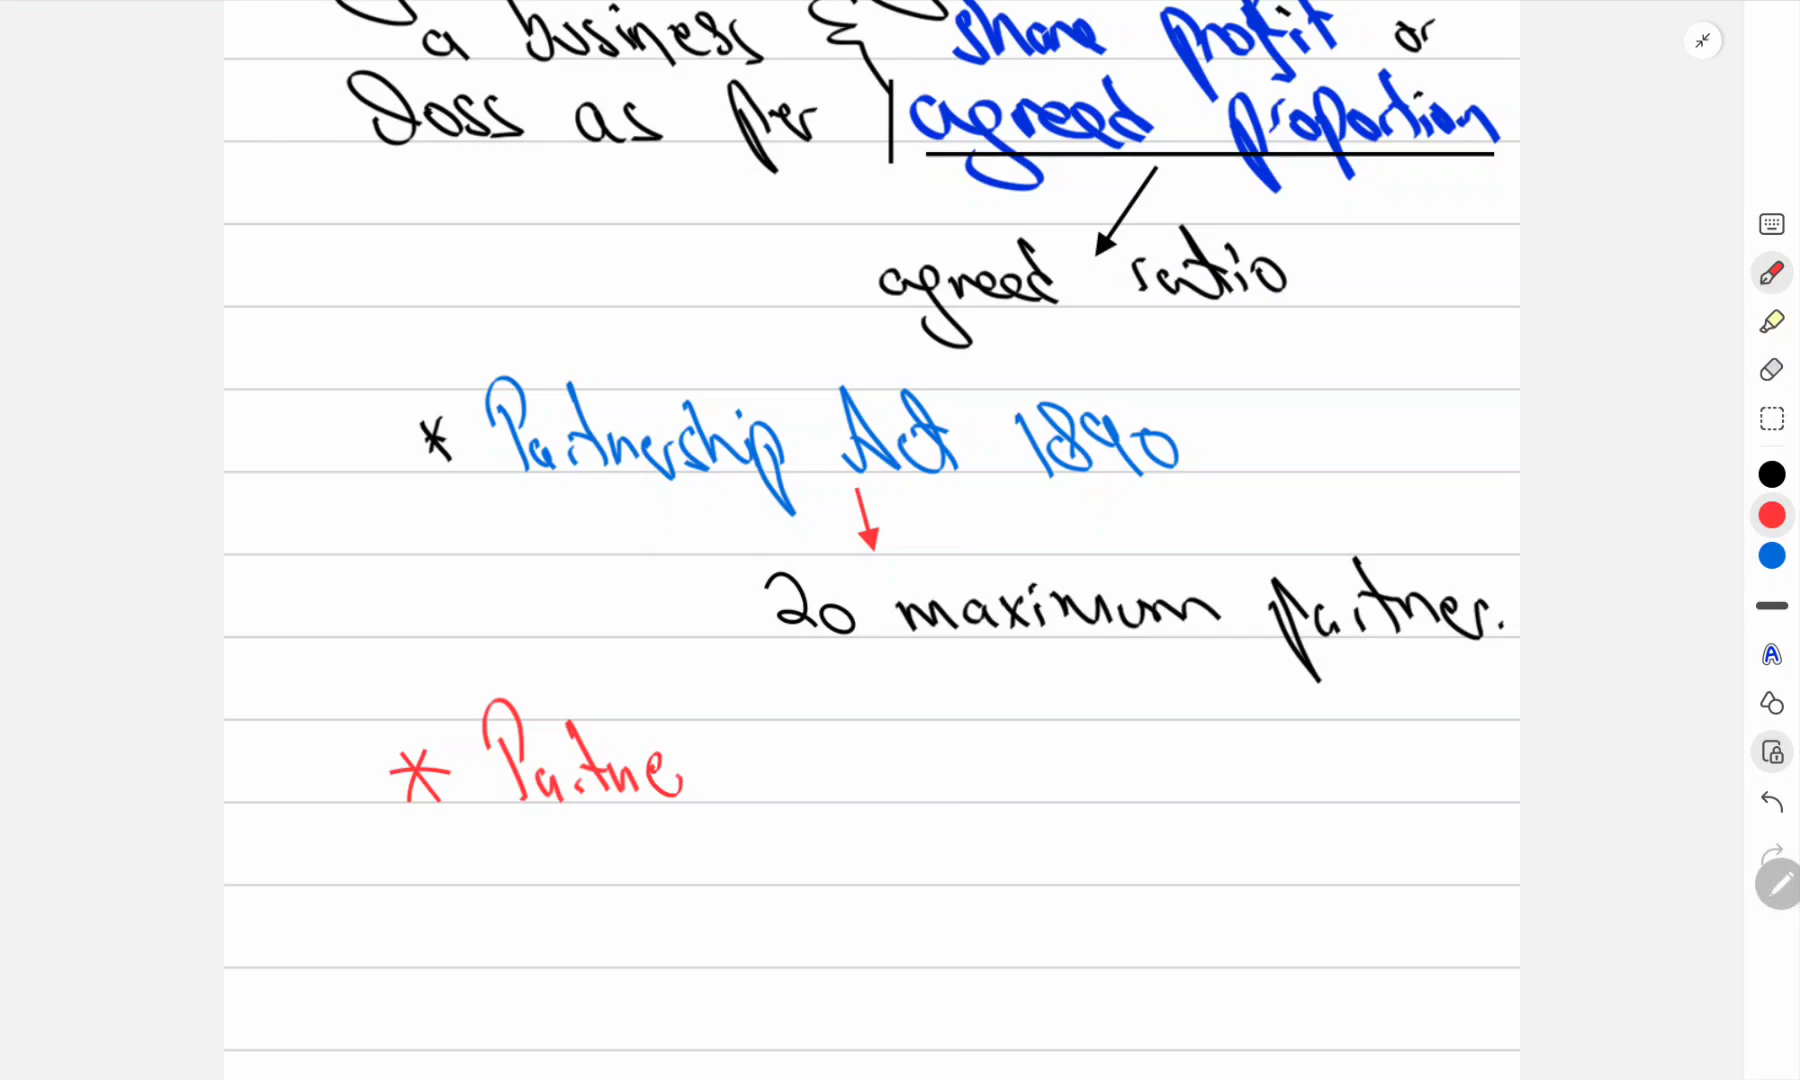 a business & share profit or
loss as per agreed proportion
agreed ratio
* Partnership Act 1890
20 maximum partner.
* Partne
A